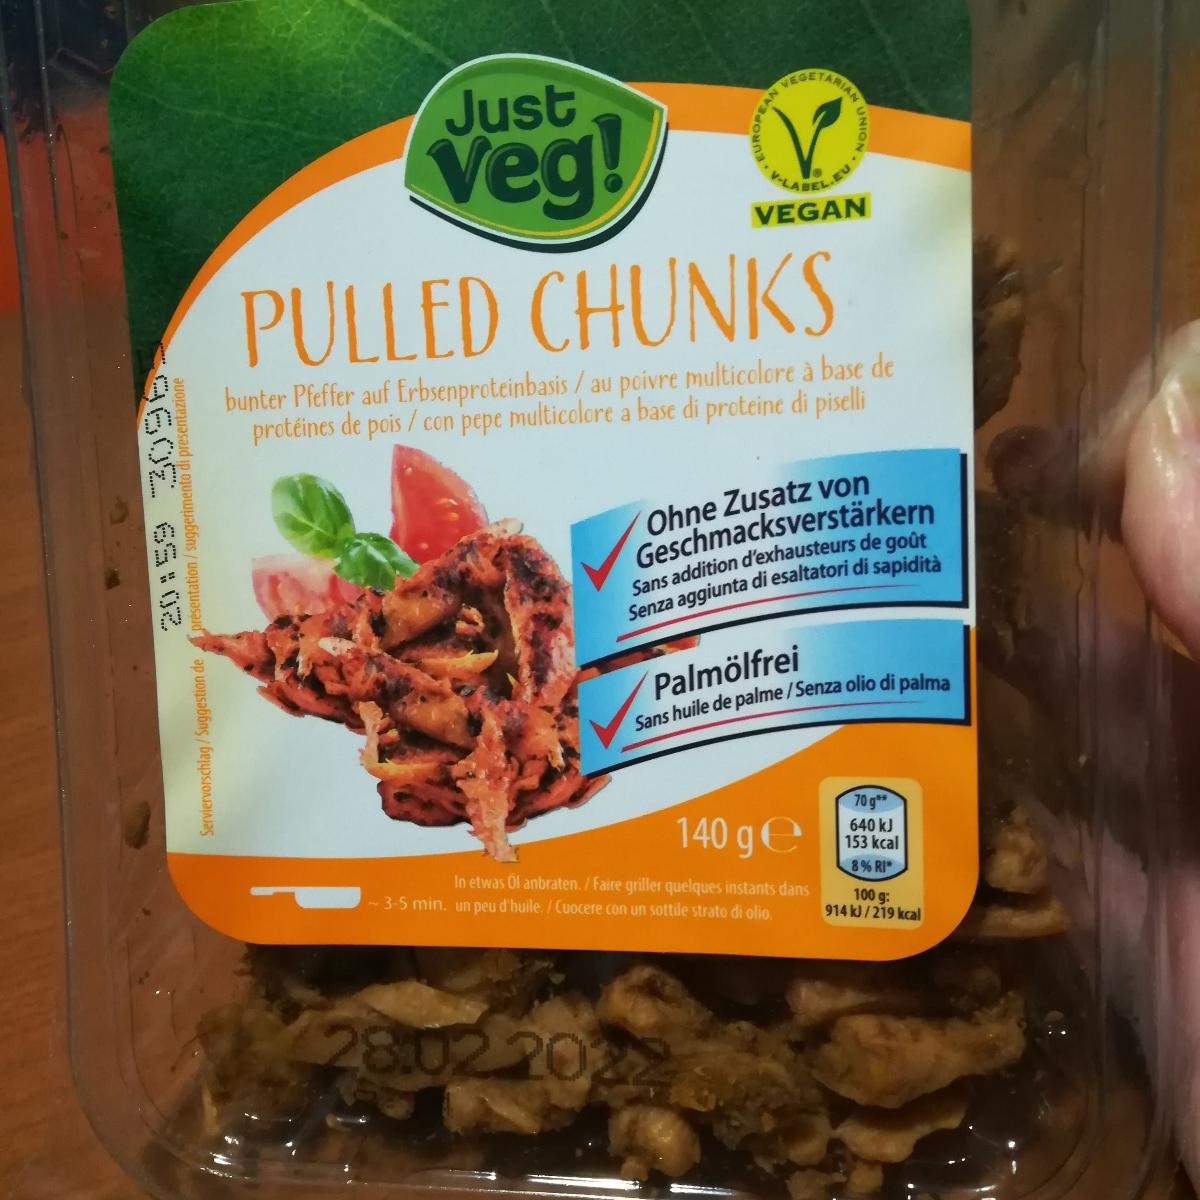 Just
Veg!
EUROPEAN VEGETARIAN UNION
V-LABEL.EU
VEGAN
PULLED CHUNKS
bunter Pfeffer auf Erbsenproteinbasis / au poivre multicolore à base de
protéines de pois / con pepe multicolore a base di proteine di piselli
Ohne Zusatz von
Geschmacksverstärkern
Sans addition d'exhausteurs de goût
Senza aggiunta di esaltatori di sapidità
Palmölfrei
Sans huile de palme / Senza olio di palma
Serviervorschlag / Suggestion de présentation / suggerimento di presentazione
20:59
140 g e
70 g**
640 kJ
153 kcal
8 % RI*
100 g:
914 kJ / 219 kcal
~ 3-5 min.
In etwas Öl anbraten. / Faire griller quelques instants dans
un peu d'huile. / Cuocere con un sottile strato di olio.
28.02.2022